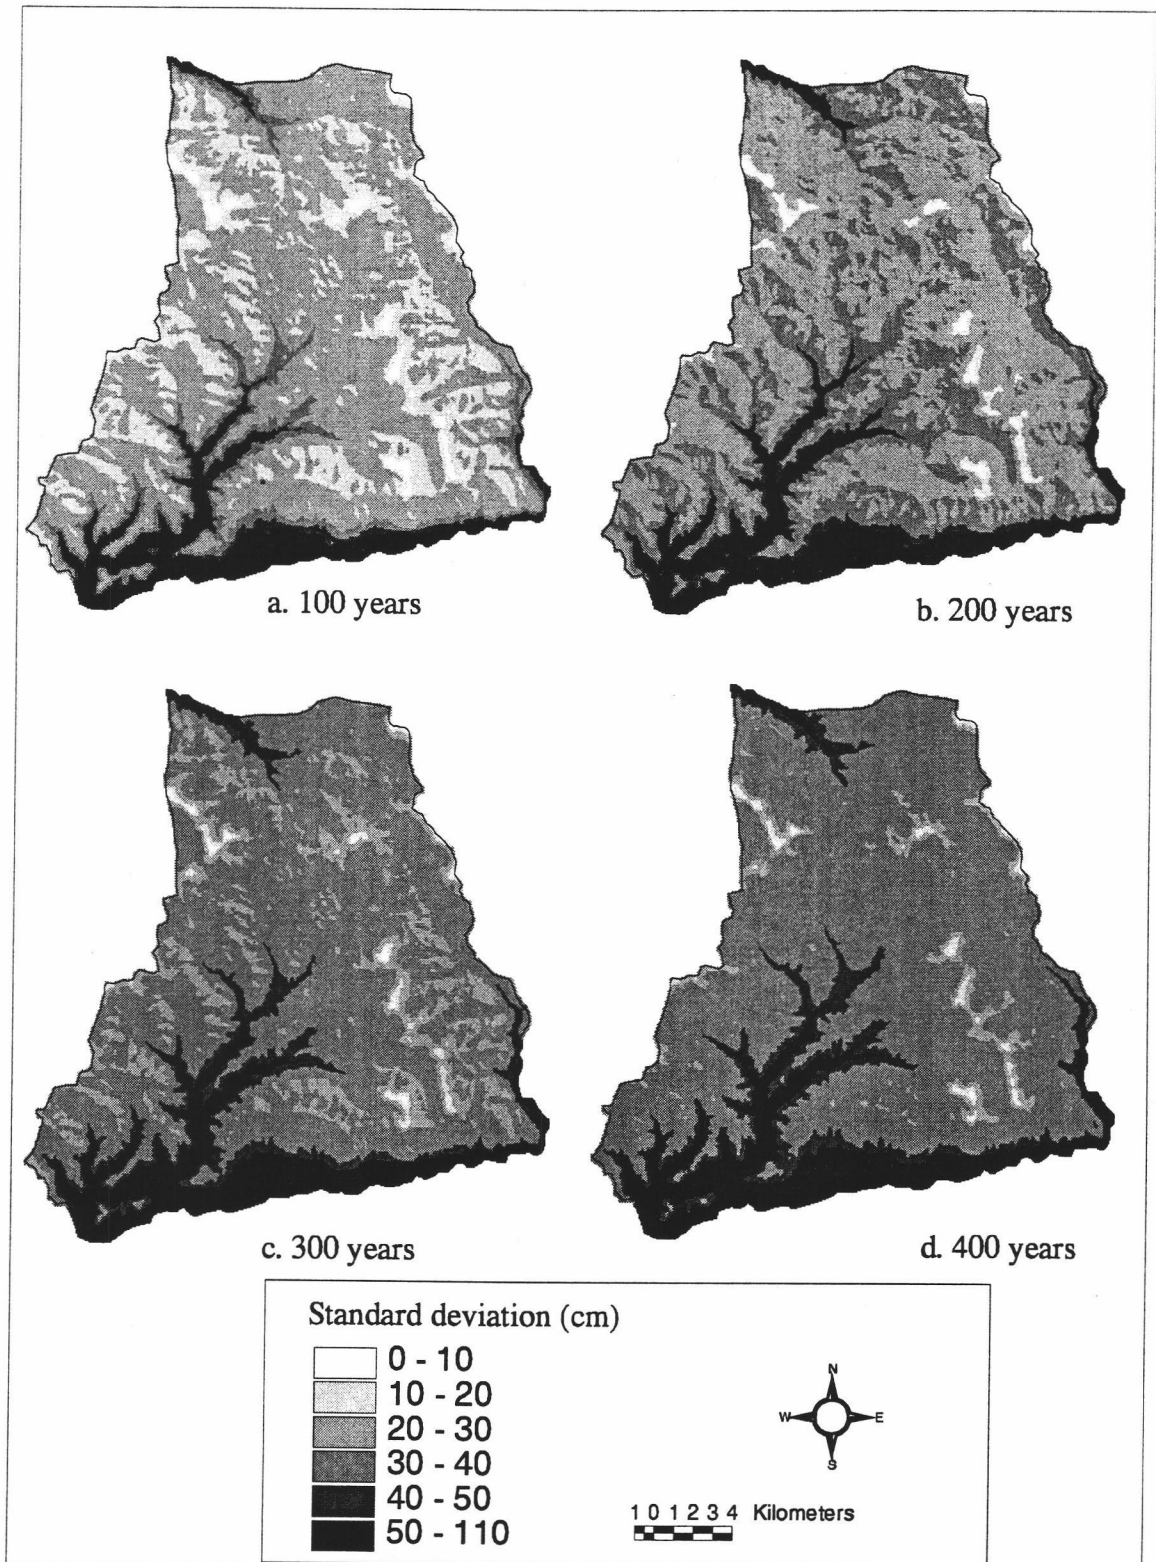 a. 100 years
b. 200 years
c. 300 years
d. 400 years
Standard deviation (cm)
0 - 10
10 - 20
20 - 30
30 - 40
40 - 50
50 - 110
N
W E
S
1 0 1 2 3 4 Kilometers